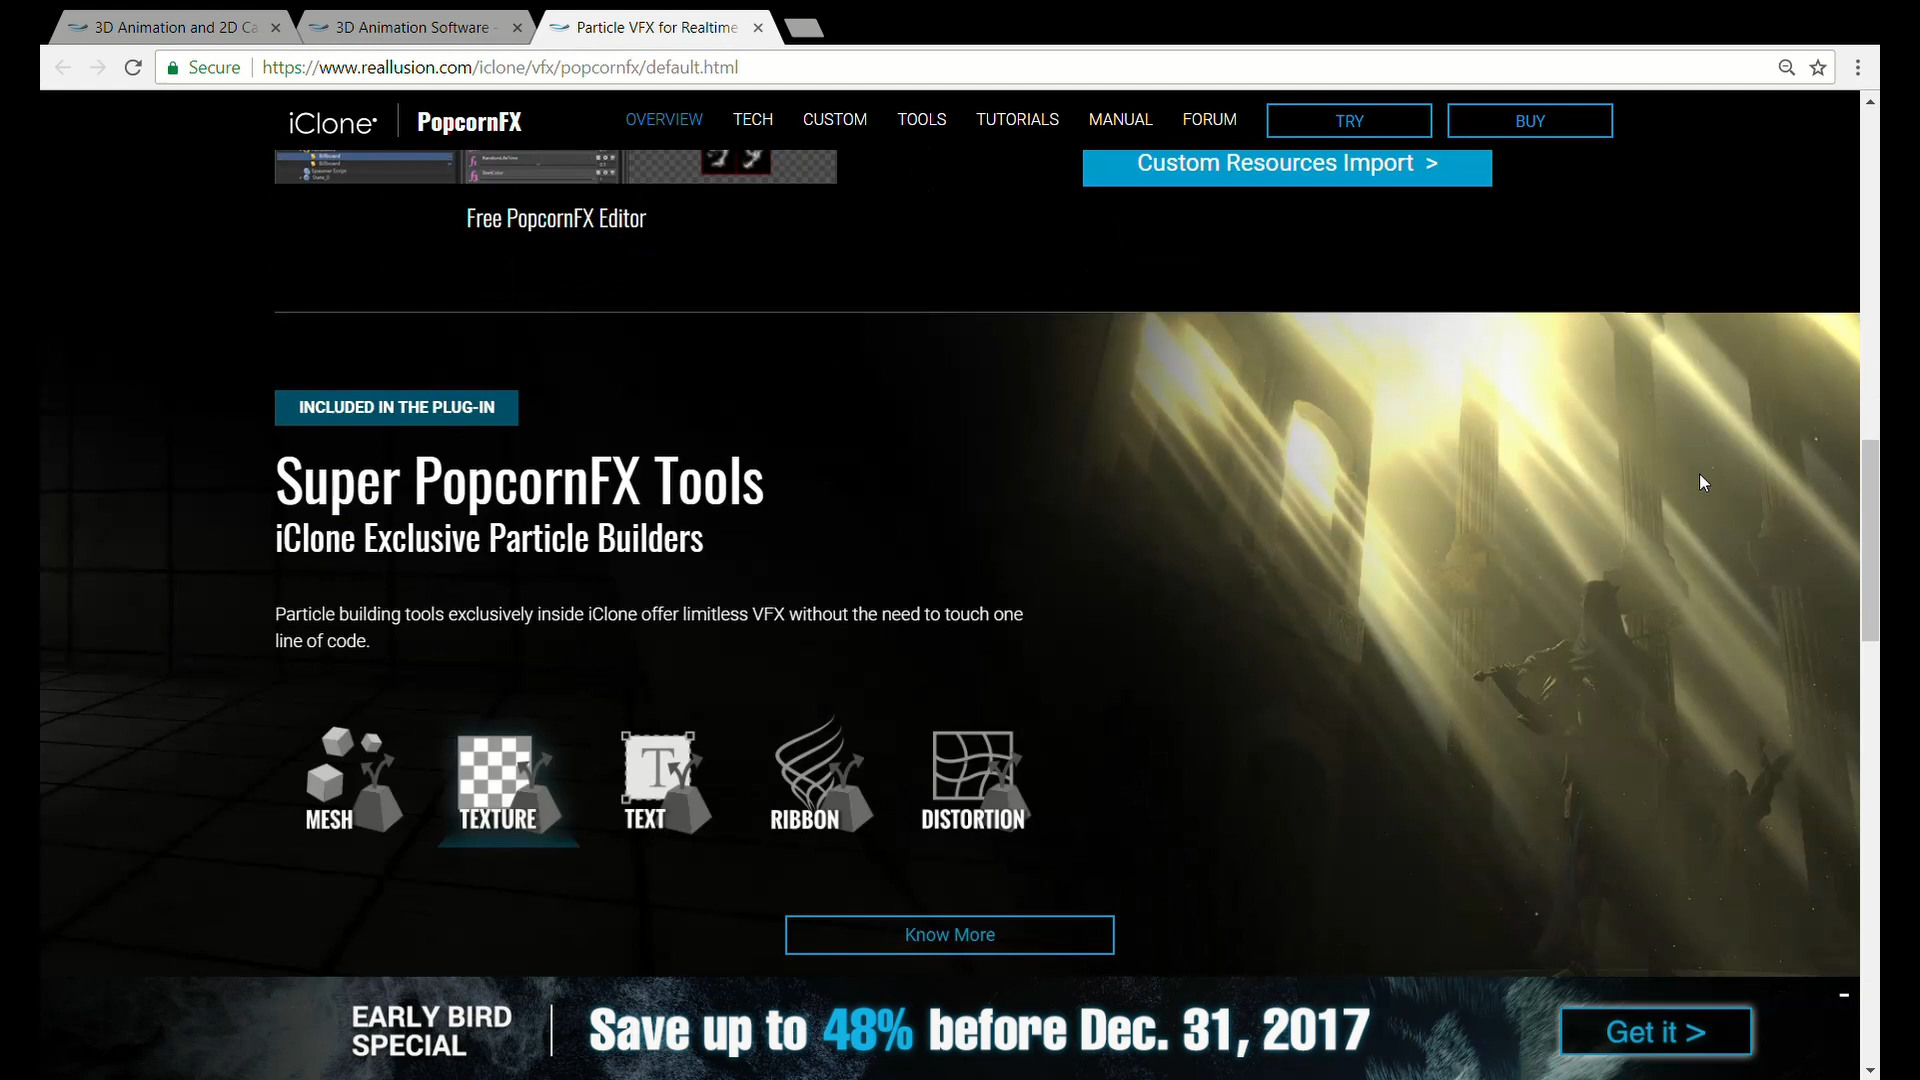 3D Animation and 2D Ca
3D Animation Software -
Particle VFX for Realtime
Secure
https://www.reallusion.com/iclone/vfx/popcornfx/default.html
iClone
PopcornFX
OVERVIEW
TECH
CUSTOM
TOOLS
TUTORIALS
MANUAL
FORUM
TRY
BUY
Custom Resources Import >
Free PopcornFX Editor
INCLUDED IN THE PLUG-IN
Super PopcornFX Tools
iClone Exclusive Particle Builders
Particle building tools exclusively inside iClone offer limitless VFX without the need to touch one
line of code.
MESH
TEXTURE
T
TEXT
RIBBON
DISTORTION
Know More
EARLY BIRD
SPECIAL
Save up to 48% before Dec. 31, 2017
Get it >